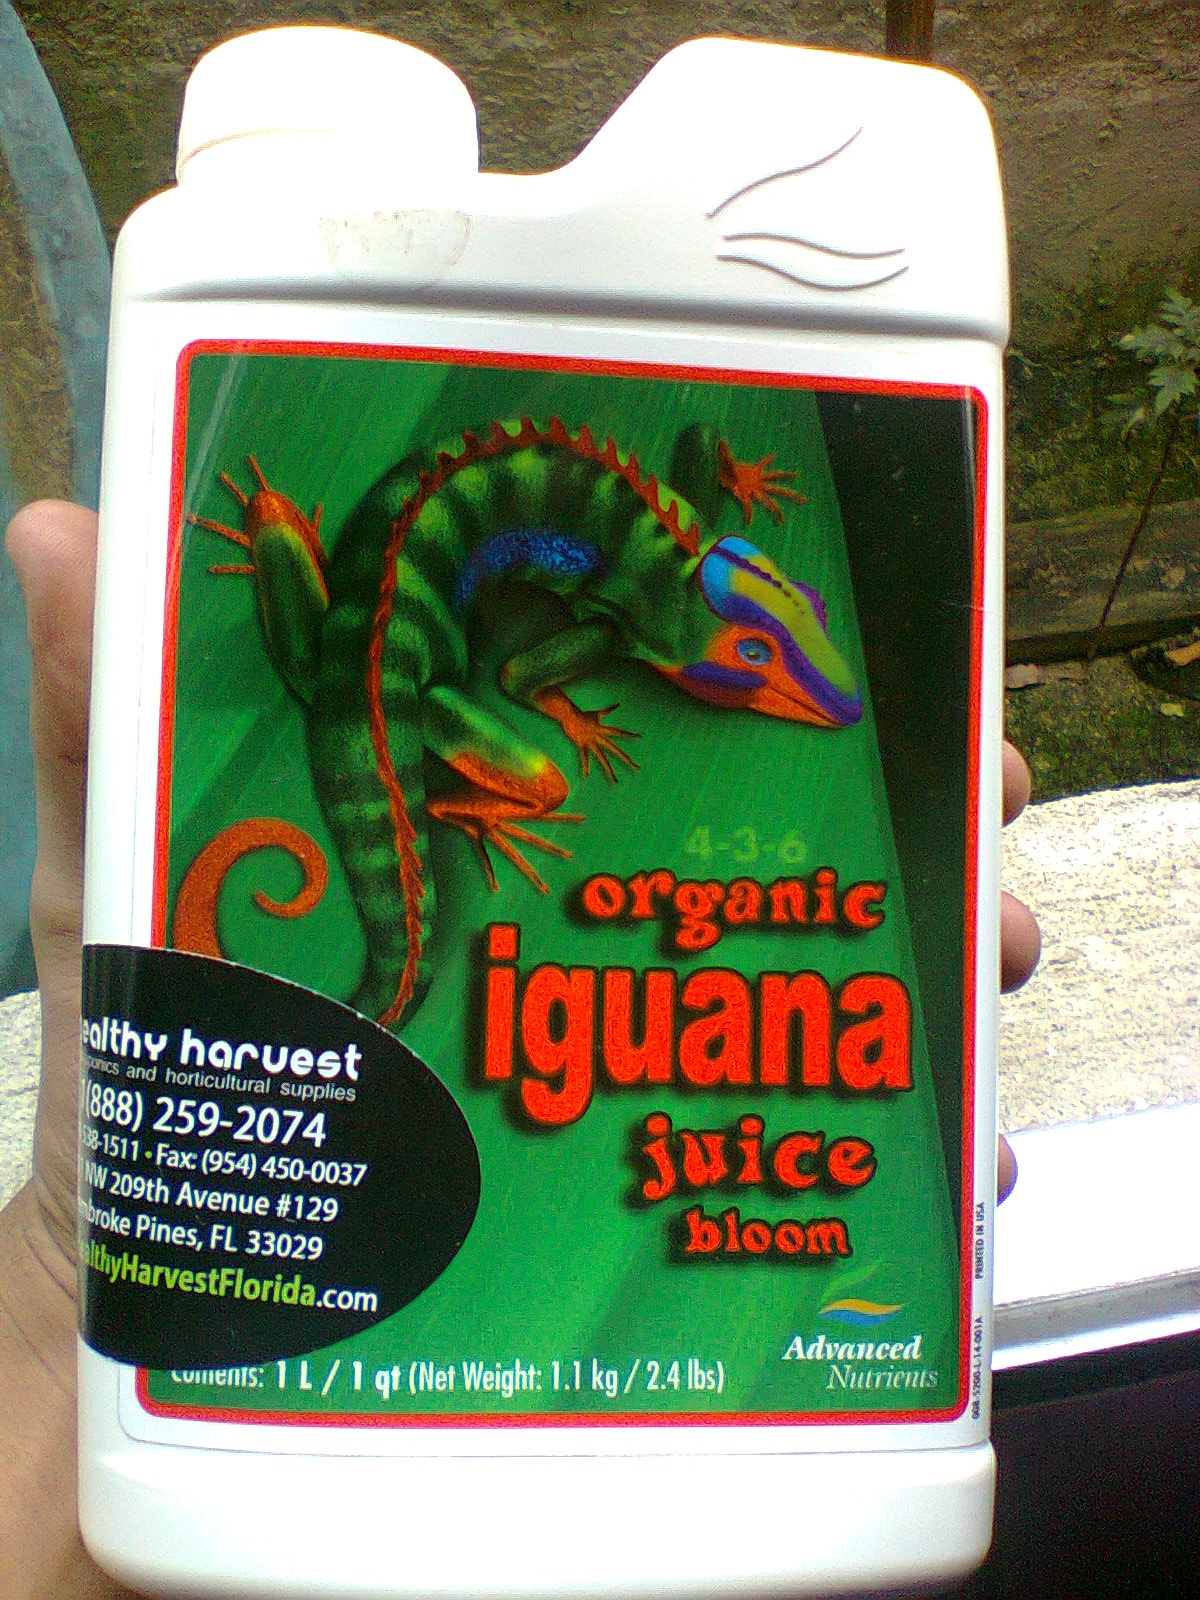 4-3-6
organic
iguana
juice
bloom
ealthy harvest
onics and horticultural supplies
(888) 259-2074
38-1511 • Fax: (954) 450-0037
NW 209th Avenue #129
mbroke Pines, FL 33029
althyHarvestFlorida.com
Contents: 1 L / 1 qt (Net Weight: 1.1 kg / 2.4 lbs)
Advanced
Nutrients
PRINTED IN USA